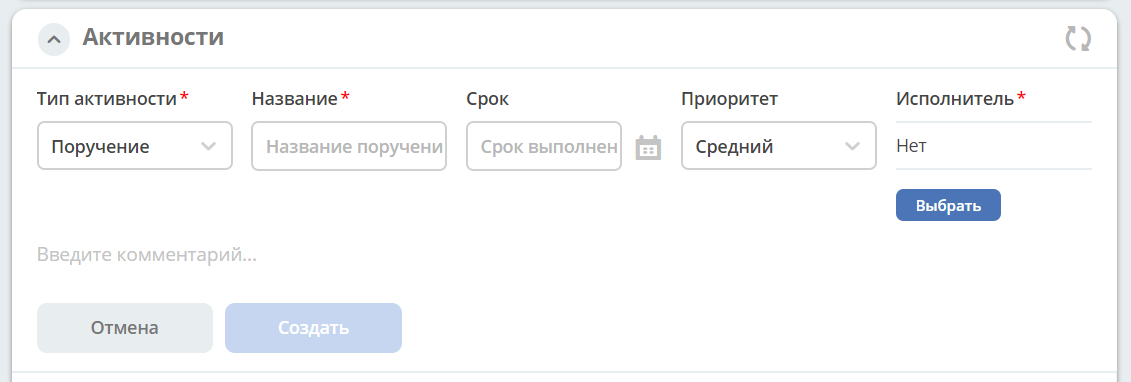 Активности
Тип активности*
Название*
Срок
Приоритет
Исполнитель*
Поручение
Название поручени
Срок выполнен
Средний
Нет
Выбрать
Введите комментарий...
Отмена
Создать